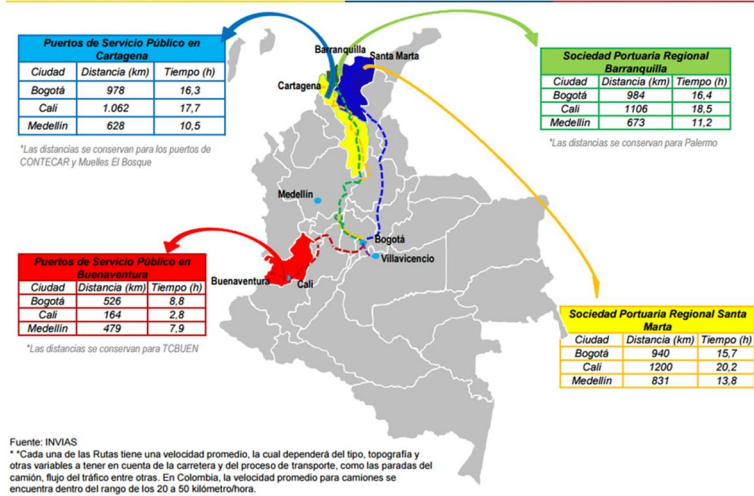 Puertos de Servicio Público en
Cartagena
Ciudad Distancia (km) Tiempo (h)
Bogotá 978 16,3
Cali 1.062 17,7
Medellín 628 10,5
*Las distancias se conservan para los puertos de
CONTECAR y Muelles El Bosque
Barranquilla
Santa Marta
Cartagena
Sociedad Portuaria Regional
Barranquilla
Ciudad Distancia (km) Tiempo (h)
Bogotá 984 16,4
Cali 1106 18,5
Medellín 673 11,2
*Las distancias se conservan para Palermo
Medellín
Bogotá
Villavicencio
Buenaventura
Cali
Puertos de Servicio Público en
Buenaventura
Ciudad Distancia (km) Tiempo (h)
Bogotá 526 8,8
Cali 164 2,8
Medellín 479 7,9
*Las distancias se conservan para TCBUEN
Sociedad Portuaria Regional Santa
Marta
Ciudad Distancia (km) Tiempo (h)
Bogotá 940 15,7
Cali 1200 20,2
Medellín 831 13,8
Fuente: INVIAS
* *Cada una de las Rutas tiene una velocidad promedio, la cual dependerá del tipo, topografía y
otras variables a tener en cuenta de la carretera y del proceso de transporte, como las paradas del
camión, flujo del tráfico entre otras. En Colombia, la velocidad promedio para camiones se
encuentra dentro del rango de los 20 a 50 kilómetro/hora.